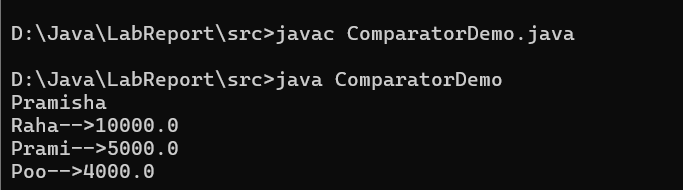 D:\Java\LabReport\src>javac ComparatorDemo.java
D:\Java\LabReport\src>java ComparatorDemo
Pramisha
Raha-->10000.0
Prami-->5000.0
Poo-->4000.0